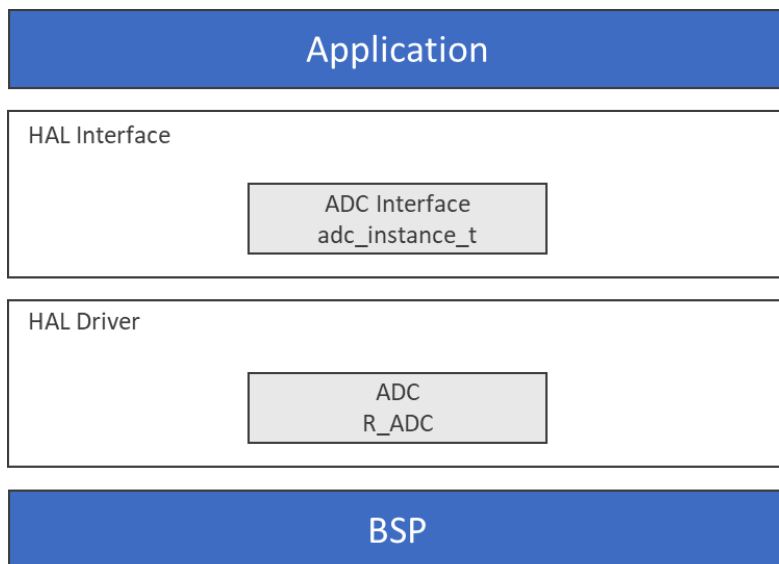 Application
HAL Interface
ADC Interface
adc_instance_t
HAL Driver
ADC
R_ADC
BSP